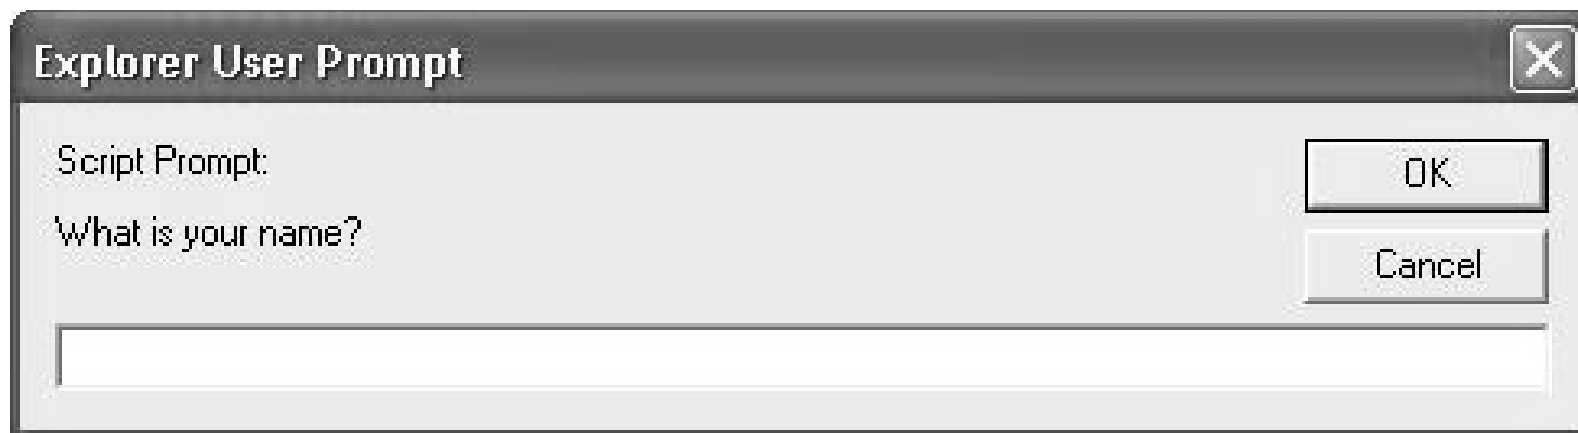 Explorer User Prompt
Script Prompt:
OK
What is your name?
Cancel